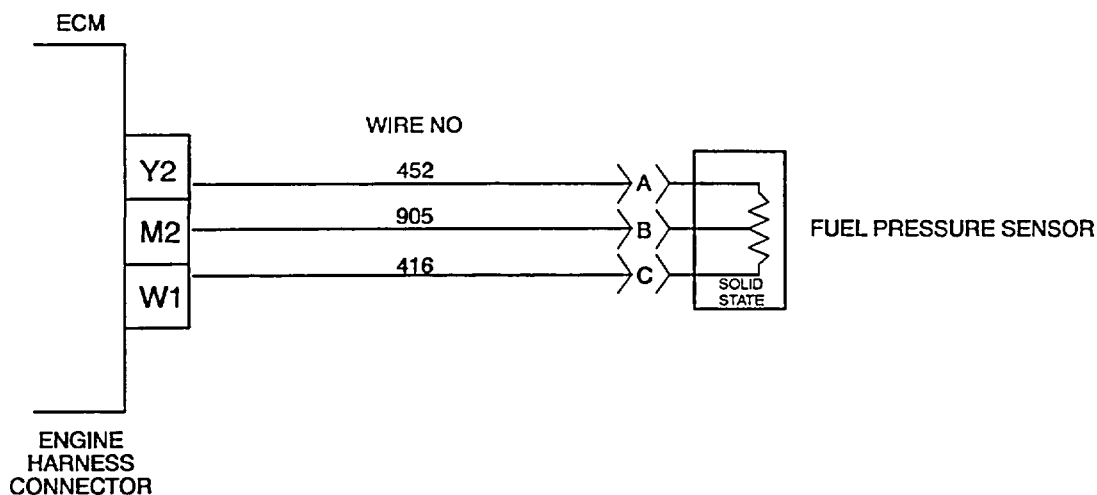 ECM
WIRE NO
Y2
452
A
M2
905
B
FUEL PRESSURE SENSOR
W1
416
C
SOLID
STATE
ENGINE
HARNESS
CONNECTOR